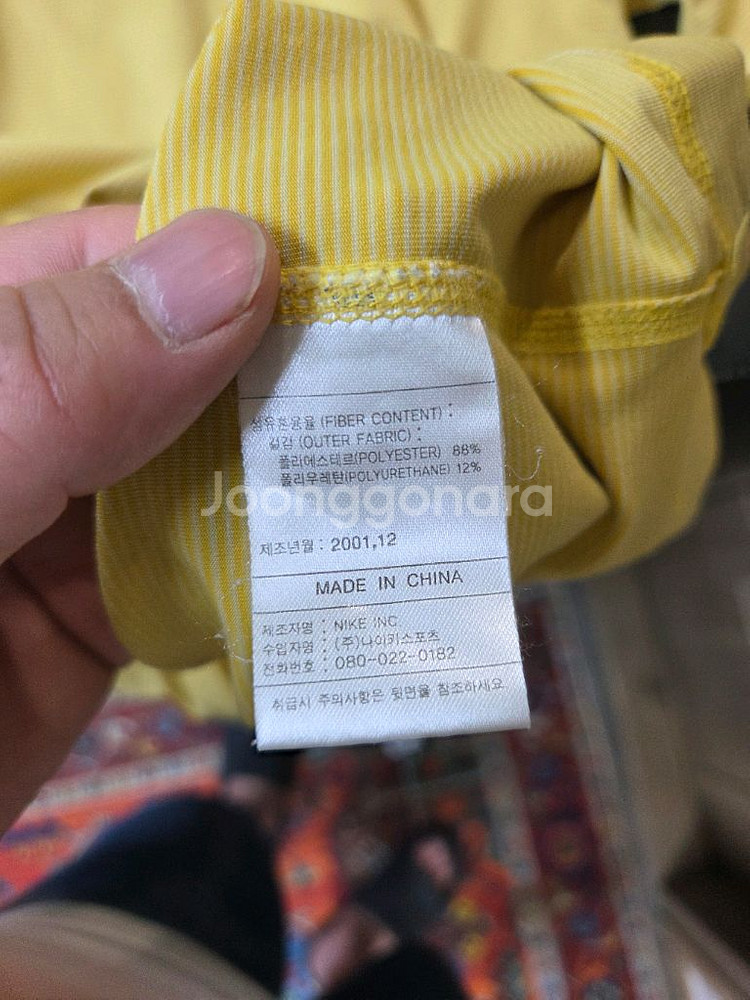 섬유혼용율 (FIBER CONTENT) :
겉감 (OUTER FABRIC) :
폴리에스테르(POLYESTER) 88%
폴리우레탄(POLYURETHANE) 12%
Joonggonara
제조년월 : 2001,12
MADE IN CHINA
제조자명 : NIKE INC
수입자명 : (주)나이키스포츠
전화번호 : 080-022-0182
취급시 주의사항은 뒷면을 참조하세요